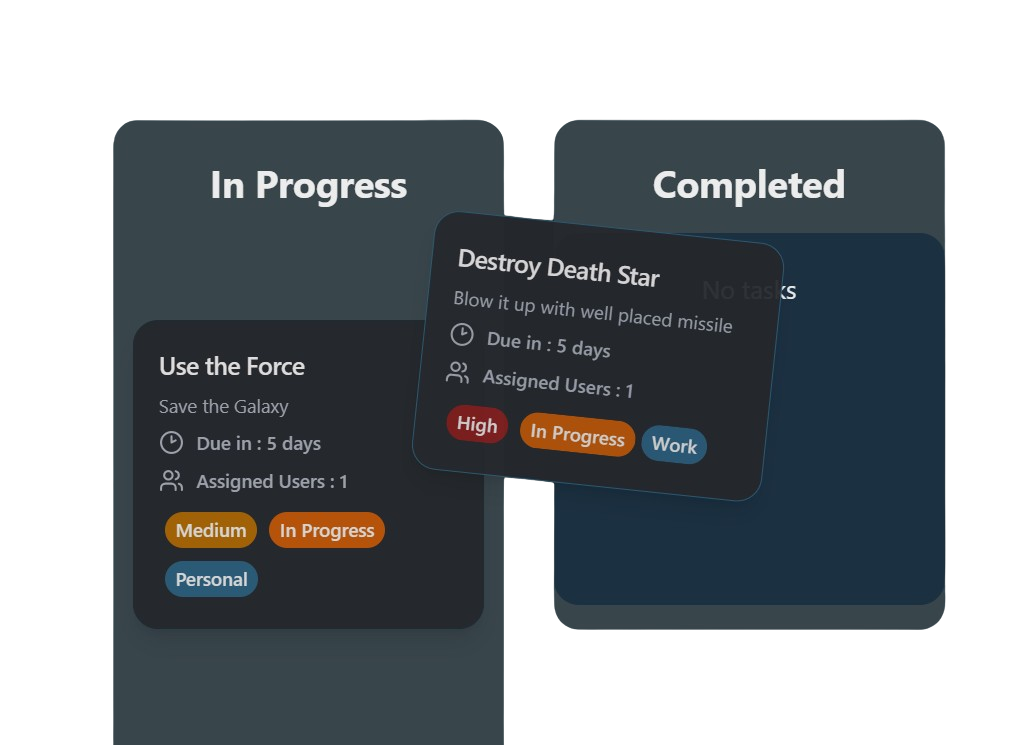 In Progress
Completed
Destroy Death Star
Blow it up with well placed missile
Due in : 5 days
Assigned Users : 1
High In Progress Work
No tasks
Use the Force
Save the Galaxy
Due in : 5 days
Assigned Users : 1
Medium In Progress
Personal